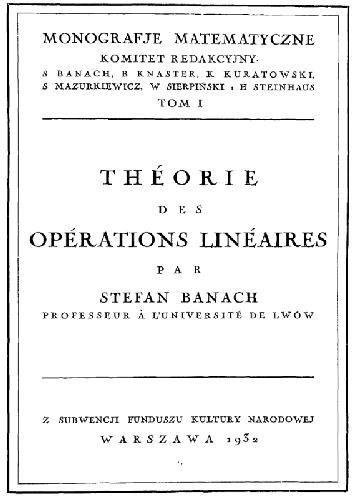 MONOGRAFJE MATEMATYCZNE
KOMITET REDAKCYJNY:
S BANACH, B KNASTER, K KURATOWSKI,
S MAZURKIEWICZ, W SIERPIŃSKI i H STEINHAUS
TOM I
THÉORIE
DES
OPÉRATIONS LINÉAIRES
PAR
STEFAN BANACH
PROFESSEUR À L'UNIVERSITÉ DE LWÓW
Z SUBWENCJI FUNDUSZU KULTURY NARODOWEJ
WARSZAWA 1932